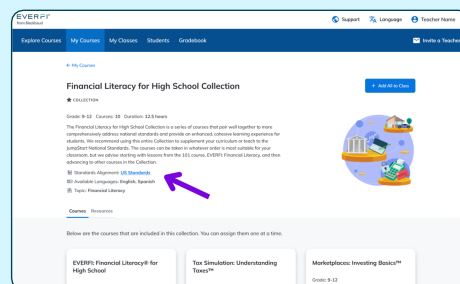 EVERFI
from Blackbaud
Support Language Teacher Name
Explore Courses My Courses My Classes Students Gradebook Invite a Teacher
← My Courses
Financial Literacy for High School Collection
+ Add All to Class
★ COLLECTION
Grade: 9-12 Courses: 10 Duration: 12.5 hours
The Financial Literacy for High School Collection is a series of courses that pair well together to more
comprehensively address national standards and provide an enhanced, cohesive learning experience for
students. We recommend using this entire Collection to supplement your curriculum or teach to the
JumpStart National Standards. The courses can be taken in whatever order is most suitable for your
classroom, but we advise starting with lessons from the 101 course, EVERFI: Financial Literacy, and then
advancing to other courses in the Collection.
Standards Alignment: US Standards
Available Languages: English, Spanish
Topic: Financial Literacy
Courses Resources
Below are the courses that are included in this collection. You can assign them one at a time.
EVERFI: Financial Literacy® for
High School
Tax Simulation: Understanding
Taxes™
Marketplaces: Investing Basics™
Grade: 9-12